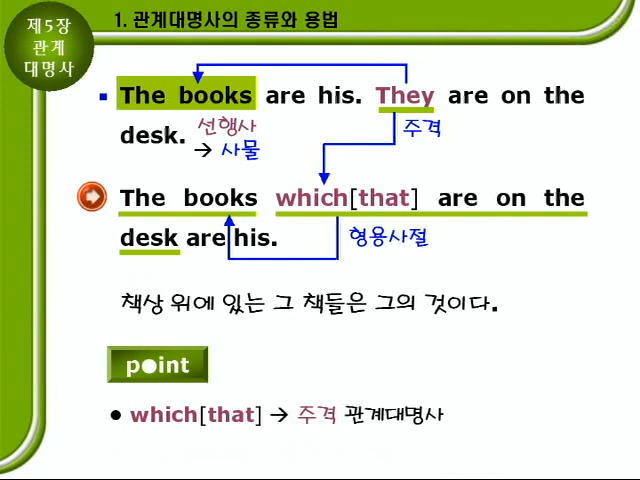 제5장
관계
대명사
1. 관계대명사의 종류와 용법
The books are his. They are on the
desk. 선행사 주격
→ 사물
The books which[that] are on the
desk are his. 형용사절
책상 위에 있는 그 책들은 그의 것이다.
point
• which[that] → 주격 관계대명사